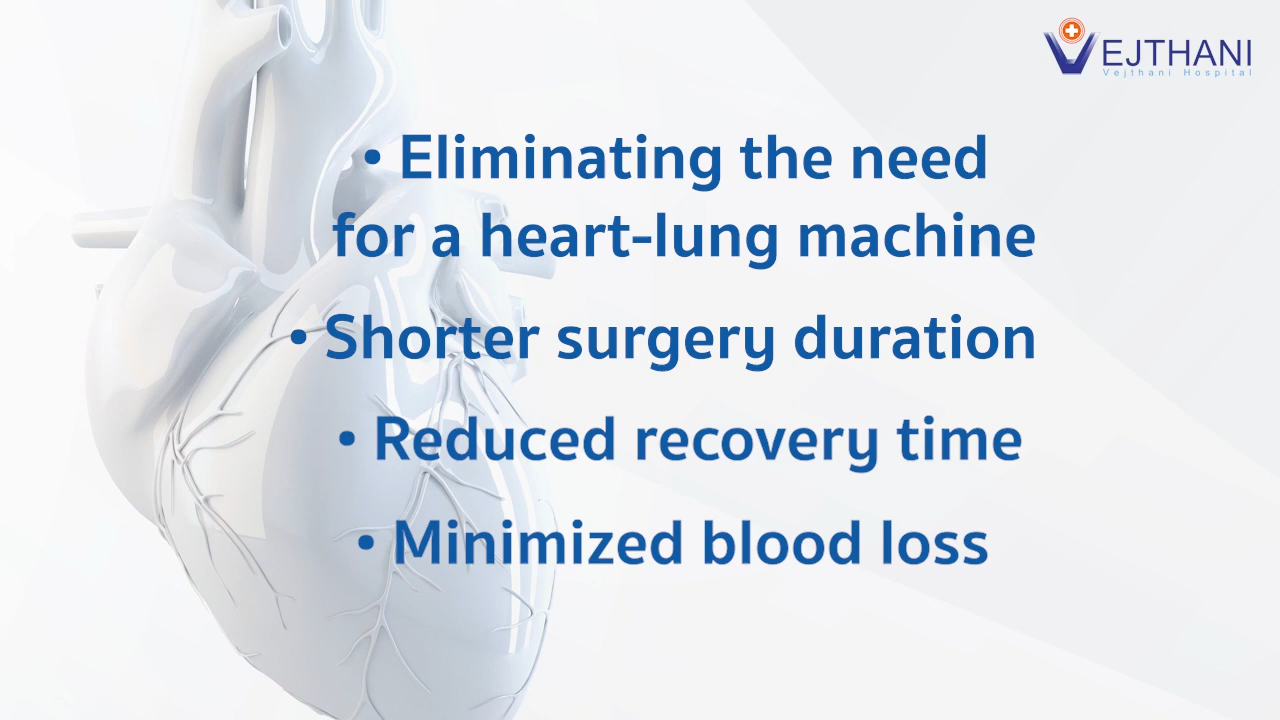 VEJTHANI
Vejthani Hospital
• Eliminating the need
for a heart-lung machine
• Shorter surgery duration
• Reduced recovery time
• Minimized blood loss